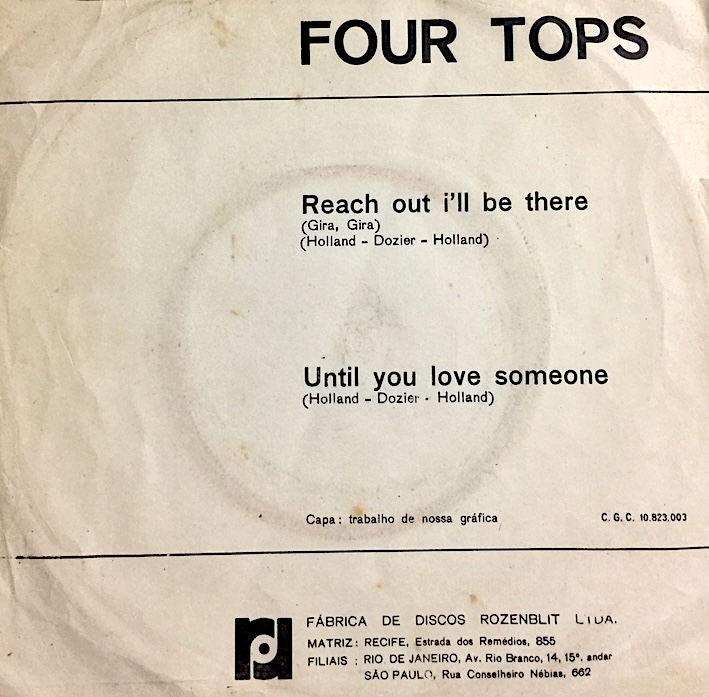 FOUR TOPS
Reach out i'll be there
(Gira, Gira)
(Holland - Dozier - Holland)
Until you love someone
(Holland - Dozier - Holland)
Capa: trabalho de nossa gráfica
C. G. C. 10.823.003
FÁBRICA DE DISCOS ROZENBLIT LTDA.
MATRIZ: RECIFE, Estrada dos Remédios, 855
FILIAIS : RIO DE JANEIRO, Av. Rio Branco, 14, 15°. andar
SÃO PAULO, Rua Conselheiro Nébias, 662